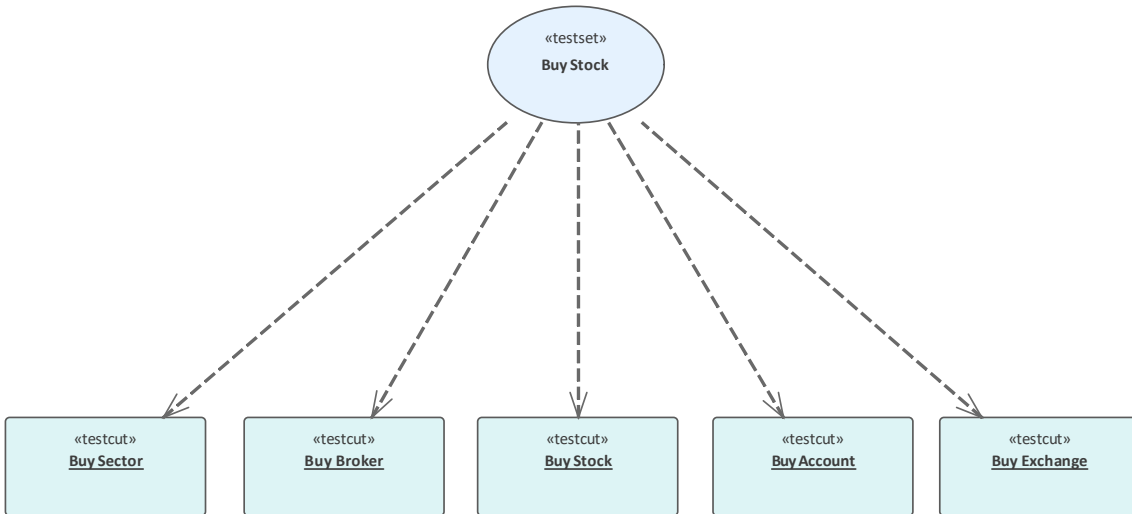 «testset»
Buy Stock
«testcut»
Buy Sector
«testcut»
Buy Broker
«testcut»
Buy Stock
«testcut»
Buy Account
«testcut»
Buy Exchange